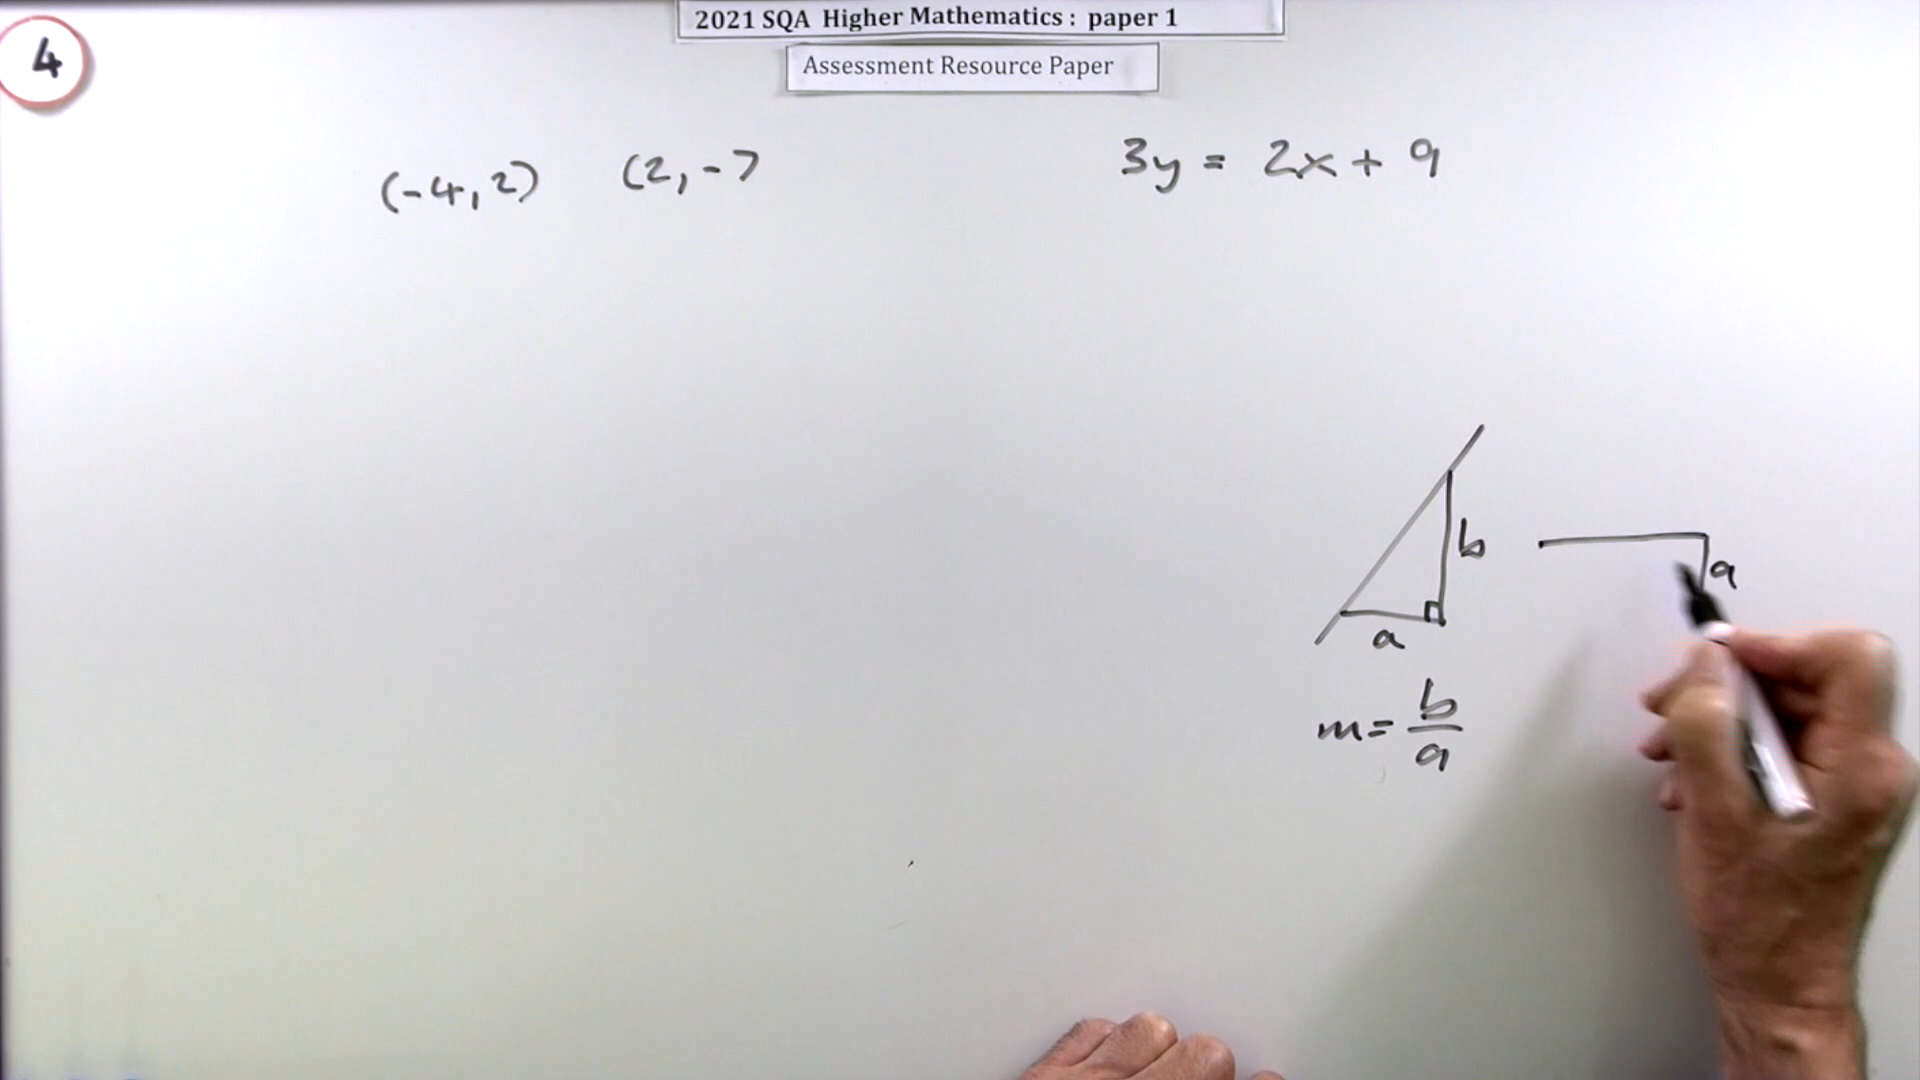 4
2021 SQA Higher Mathematics : paper 1
Assessment Resource Paper
(-4, 2) (2, -7
3y = 2x + 9
b
a
a
m = b/a